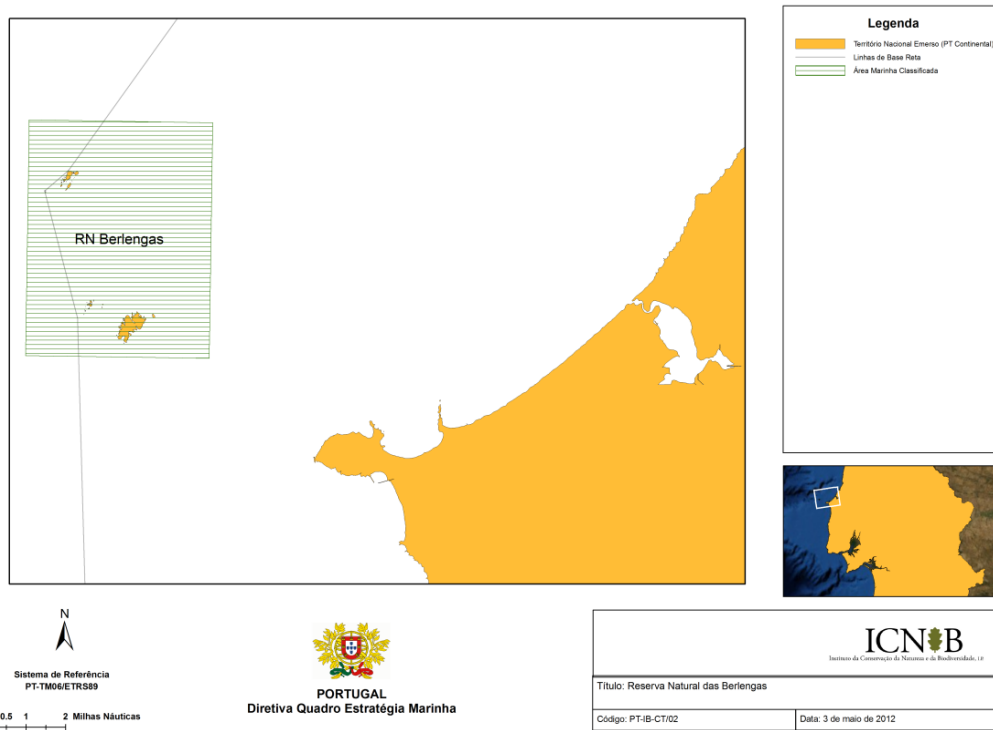 Legenda
Território Nacional Emerso (PT Continental)
Linhas de Base Reta
Área Marinha Classificada
RN Berlengas
N
Sistema de Referência
PT-TM06/ETRS89
0.5 1 2 Milhas Náuticas
PORTUGAL
Diretiva Quadro Estratégia Marinha
ICNB
Instituto da Conservação da Natureza e da Biodiversidade, I.P.
Título: Reserva Natural das Berlengas
Código: PT-IB-CT/02
Data: 3 de maio de 2012